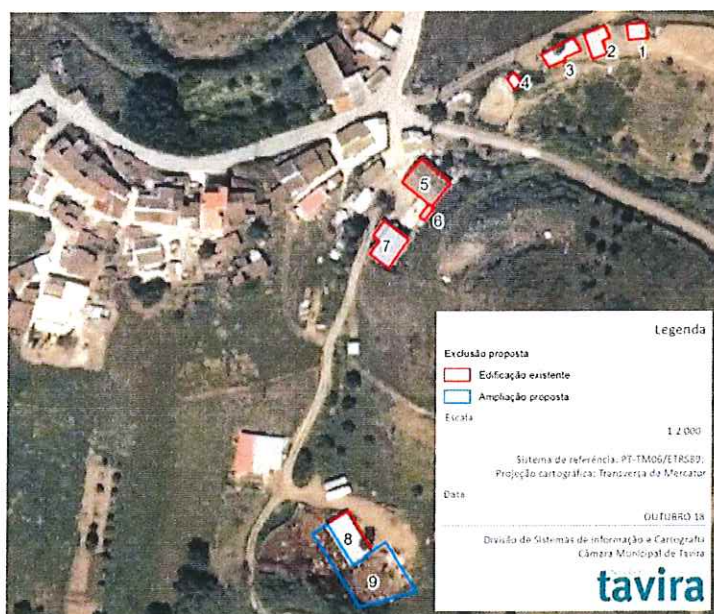 1
2
3
4
5
6
7
8
9
Legenda
Exclusão proposta
Edificação existente
Ampliação proposta
Escala
1:2.000
Sistema de referência: PT-TM06/ETRS89;
Projeção cartográfica: Transversa de Mercator
Data
OUTUBRO 18
Divisão de Sistemas de Informação e Cartografia
Câmara Municipal de Tavira
tavira